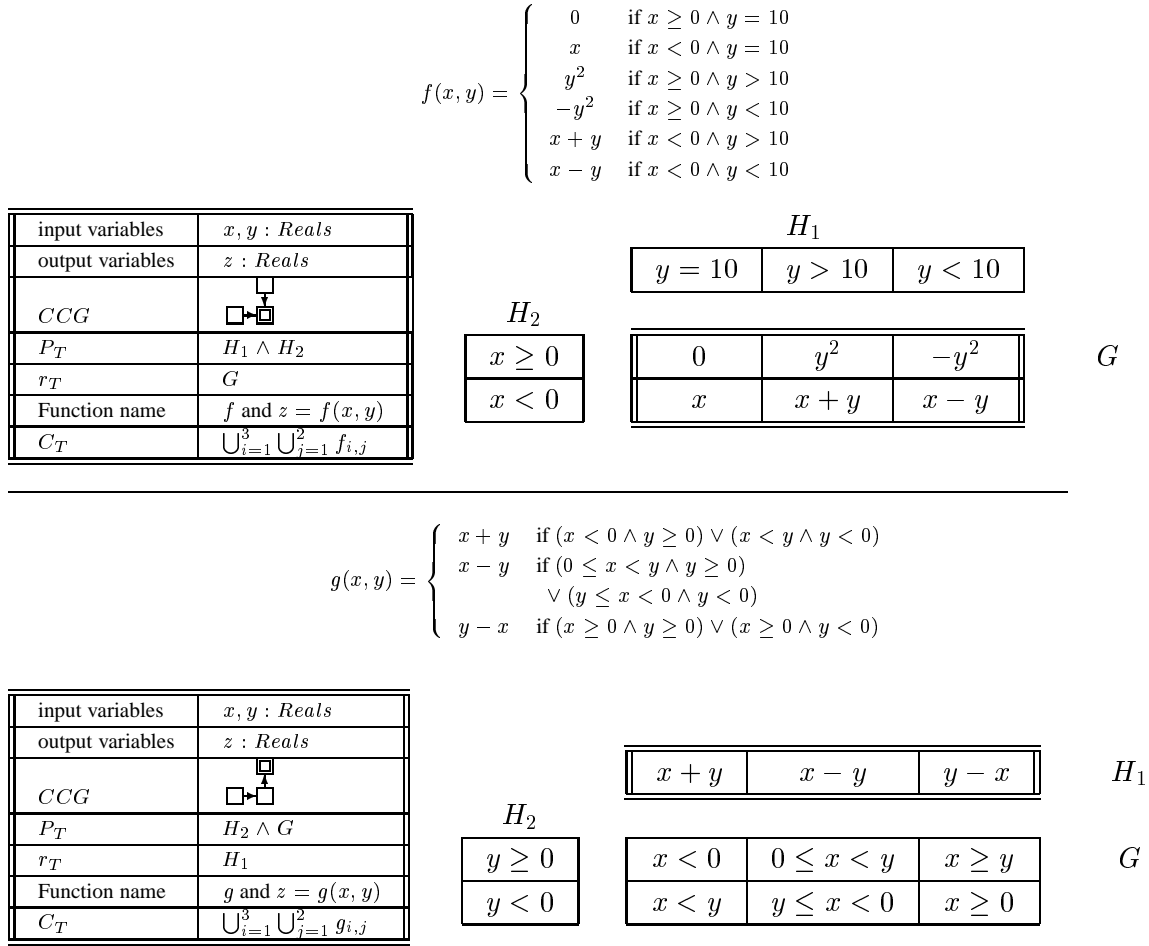 f(x, y) = { 0 if x ≥ 0 ∧ y = 10
x if x < 0 ∧ y = 10
y² if x ≥ 0 ∧ y > 10
−y² if x ≥ 0 ∧ y < 10
x + y if x < 0 ∧ y > 10
x − y if x < 0 ∧ y < 10
input variables x, y : Reals
output variables z : Reals
CCG
P_T H₁ ∧ H₂
r_T G
Function name f and z = f(x, y)
C_T ⋃³ᵢ₌₁ ⋃²ⱼ₌₁ f_{i,j}
H₁
y = 10 y > 10 y < 10
H₂
x ≥ 0 0 y² −y² G
x < 0 x x + y x − y
g(x, y) = { x + y if (x < 0 ∧ y ≥ 0) ∨ (x < y ∧ y < 0)
x − y if (0 ≤ x < y ∧ y ≥ 0)
∨ (y ≤ x < 0 ∧ y < 0)
y − x if (x ≥ 0 ∧ y ≥ 0) ∨ (x ≥ 0 ∧ y < 0)
input variables x, y : Reals
output variables z : Reals
CCG
P_T H₂ ∧ G
r_T H₁
Function name g and z = g(x, y)
C_T ⋃³ᵢ₌₁ ⋃²ⱼ₌₁ g_{i,j}
x + y x − y y − x H₁
H₂
y ≥ 0 x < 0 0 ≤ x < y x ≥ y G
y < 0 x < y y ≤ x < 0 x ≥ 0